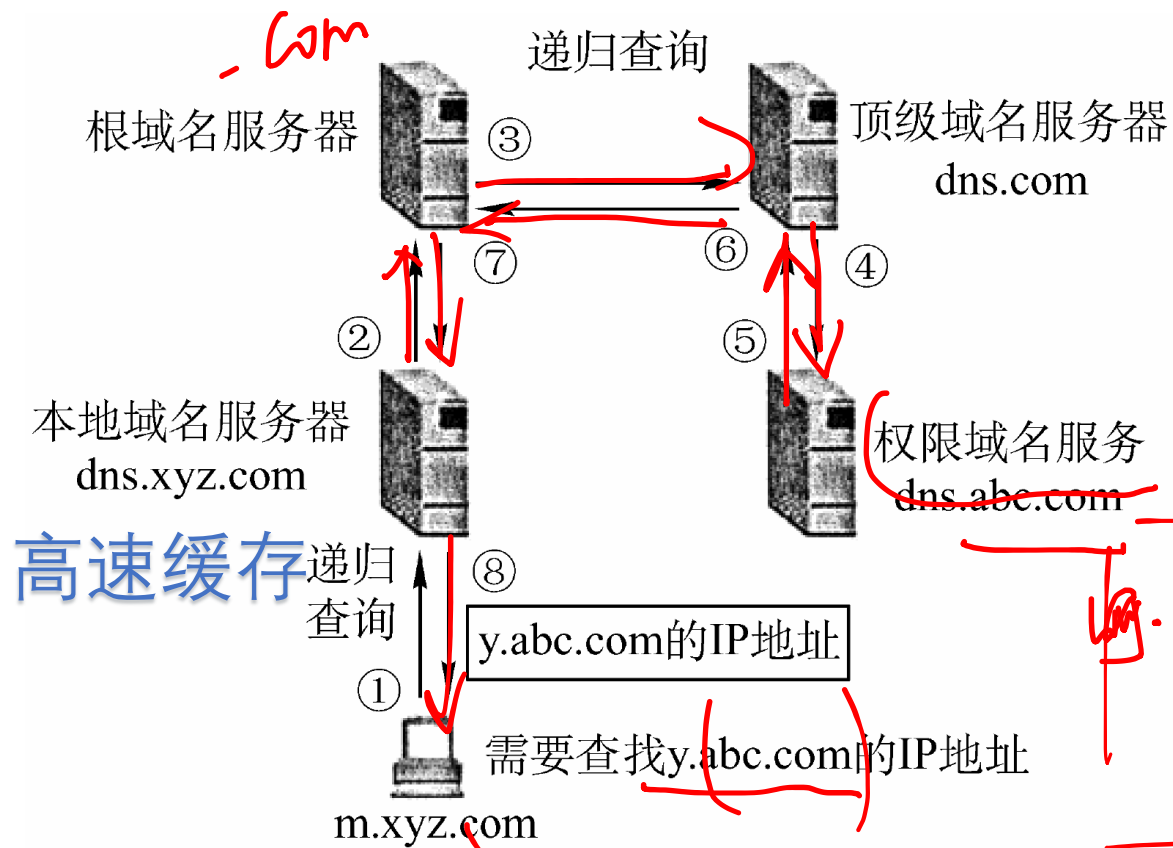 . com
递归查询
根域名服务器
③
顶级域名服务器
dns.com
⑦
⑥
④
②
⑤
本地域名服务器
dns.xyz.com
权限域名服务
dns.abc.com
高速缓存
递归
查询
⑧
y.abc.com的IP地址
①
需要查找y.abc.com的IP地址
m.xyz.com